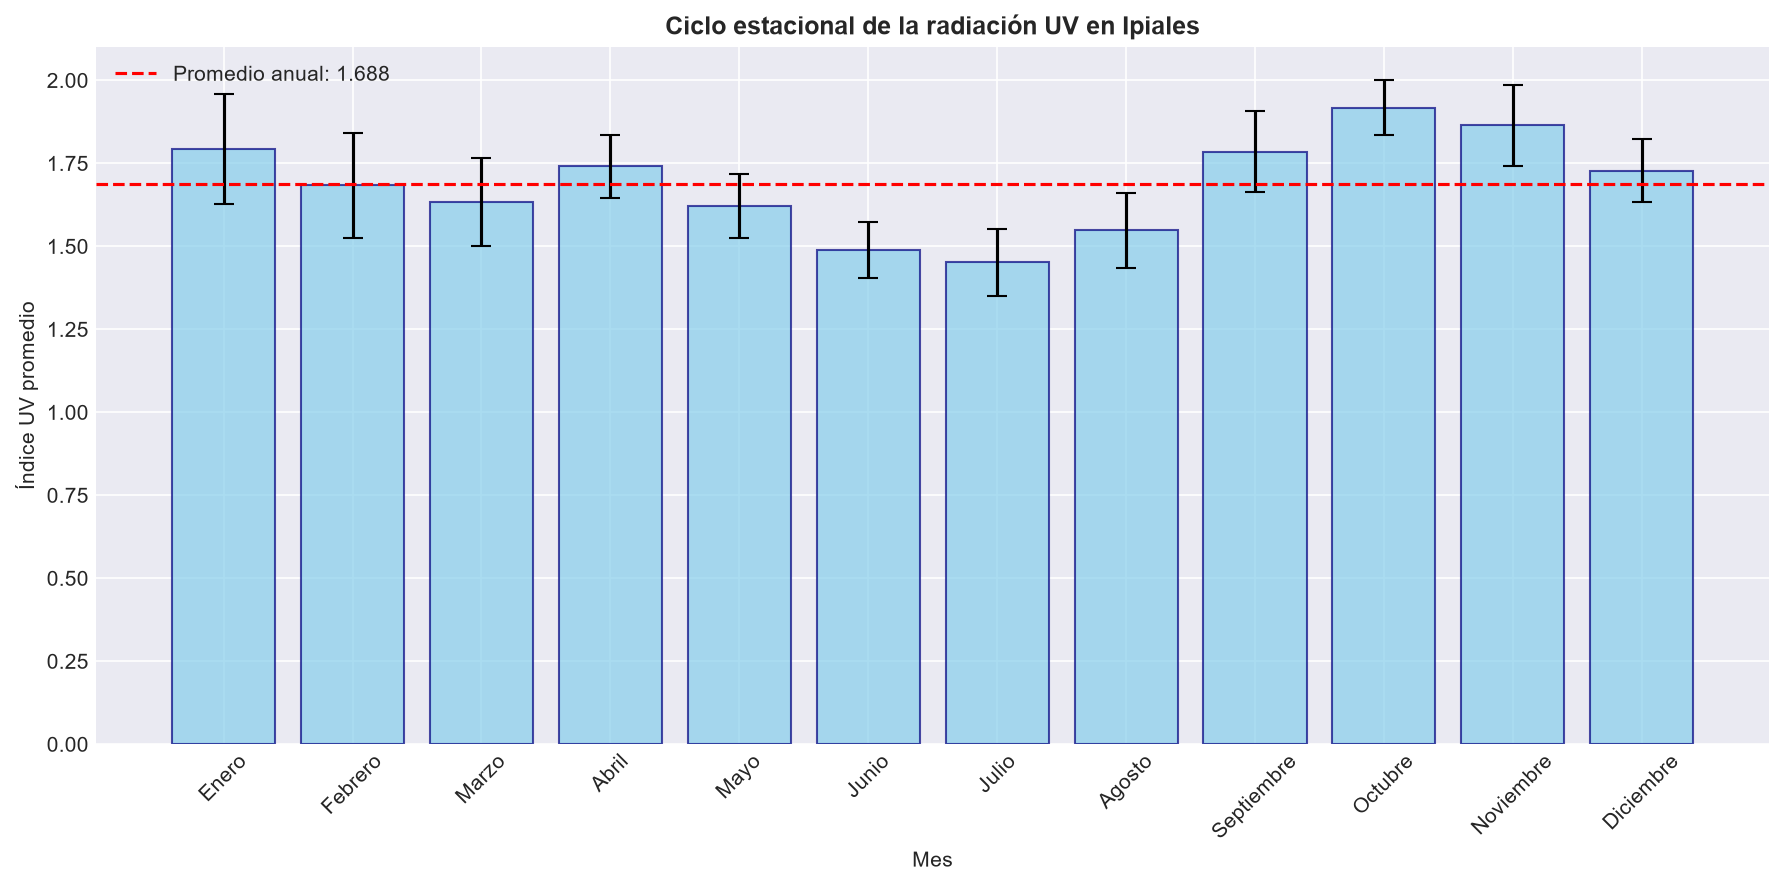 Ciclo estacional de la radiación UV en Ipiales
Promedio anual: 1.688
Índice UV promedio
2.00
1.75
1.50
1.25
1.00
0.75
0.50
0.25
0.00
Enero
Febrero
Marzo
Abril
Mayo
Junio
Julio
Agosto
Septiembre
Octubre
Noviembre
Diciembre
Mes